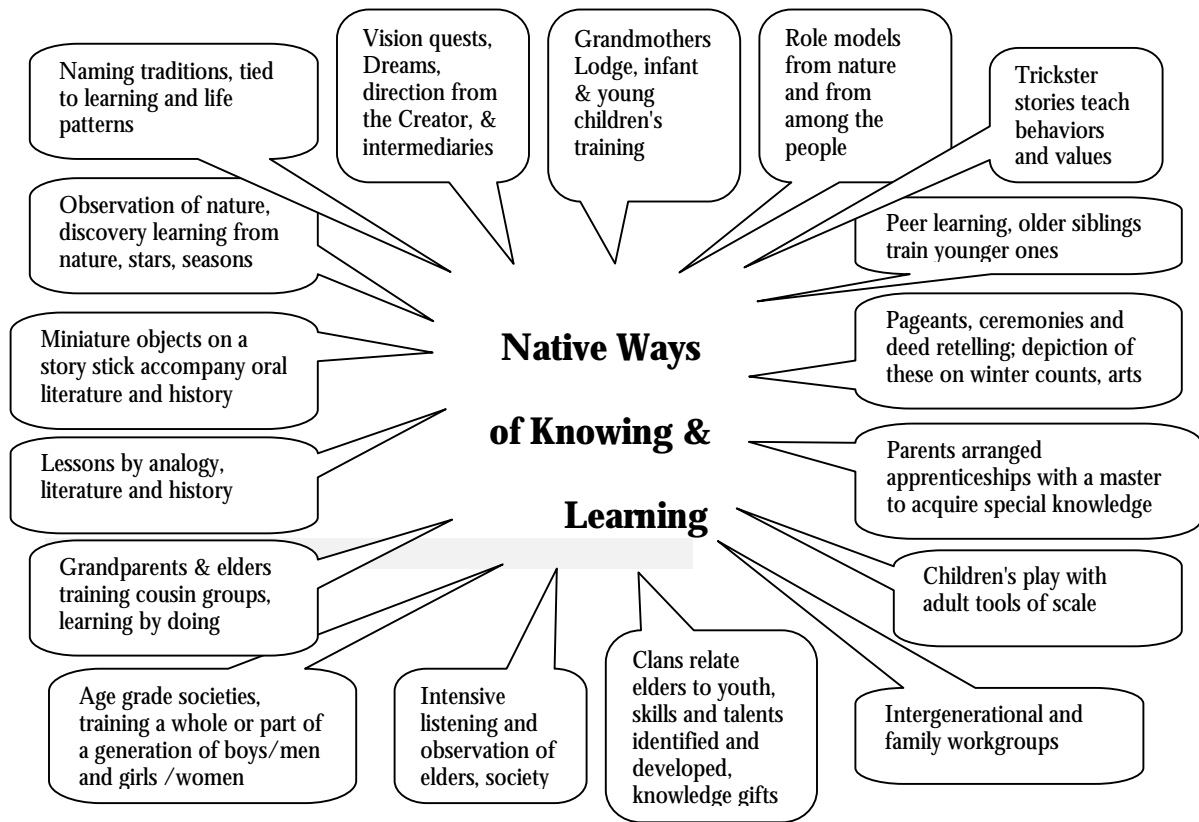 Naming traditions, tied
to learning and life
patterns
Vision quests,
Dreams,
direction from
the Creator, &
intermediaries
Grandmothers
Lodge, infant
& young
children's
training
Role models
from nature
and from
among the
people
Trickster
stories teach
behaviors
and values
Observation of nature,
discovery learning from
nature, stars, seasons
Peer learning, older siblings
train younger ones
Miniature objects on a
story stick accompany oral
literature and history
Native Ways
of Knowing &
Learning
Pageants, ceremonies and
deed retelling; depiction of
these on winter counts, arts
Lessons by analogy,
literature and history
Parents arranged
apprenticeships with a master
to acquire special knowledge
Grandparents & elders
training cousin groups,
learning by doing
Children's play with
adult tools of scale
Age grade societies,
training a whole or part of
a generation of boys/men
and girls /women
Intensive
listening and
observation of
elders, society
Clans relate
elders to youth,
skills and talents
identified and
developed,
knowledge gifts
Intergenerational and
family workgroups